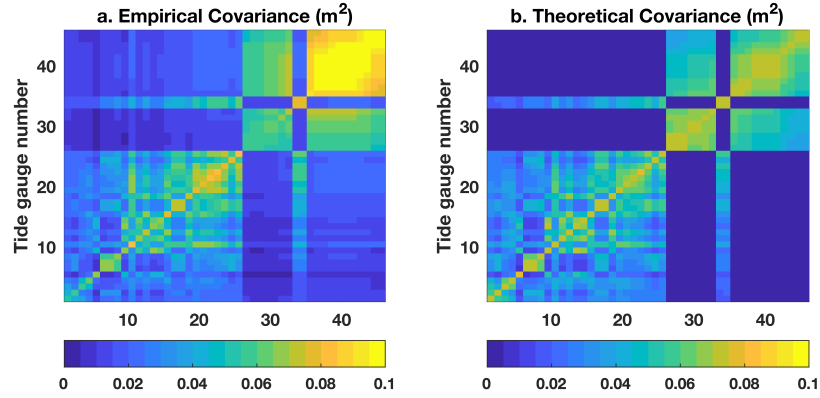 a. Empirical Covariance (m²)
Tide gauge number
40
30
20
10
10 20 30 40
0 0.02 0.04 0.06 0.08 0.1
b. Theoretical Covariance (m²)
Tide gauge number
40
30
20
10
10 20 30 40
0 0.02 0.04 0.06 0.08 0.1